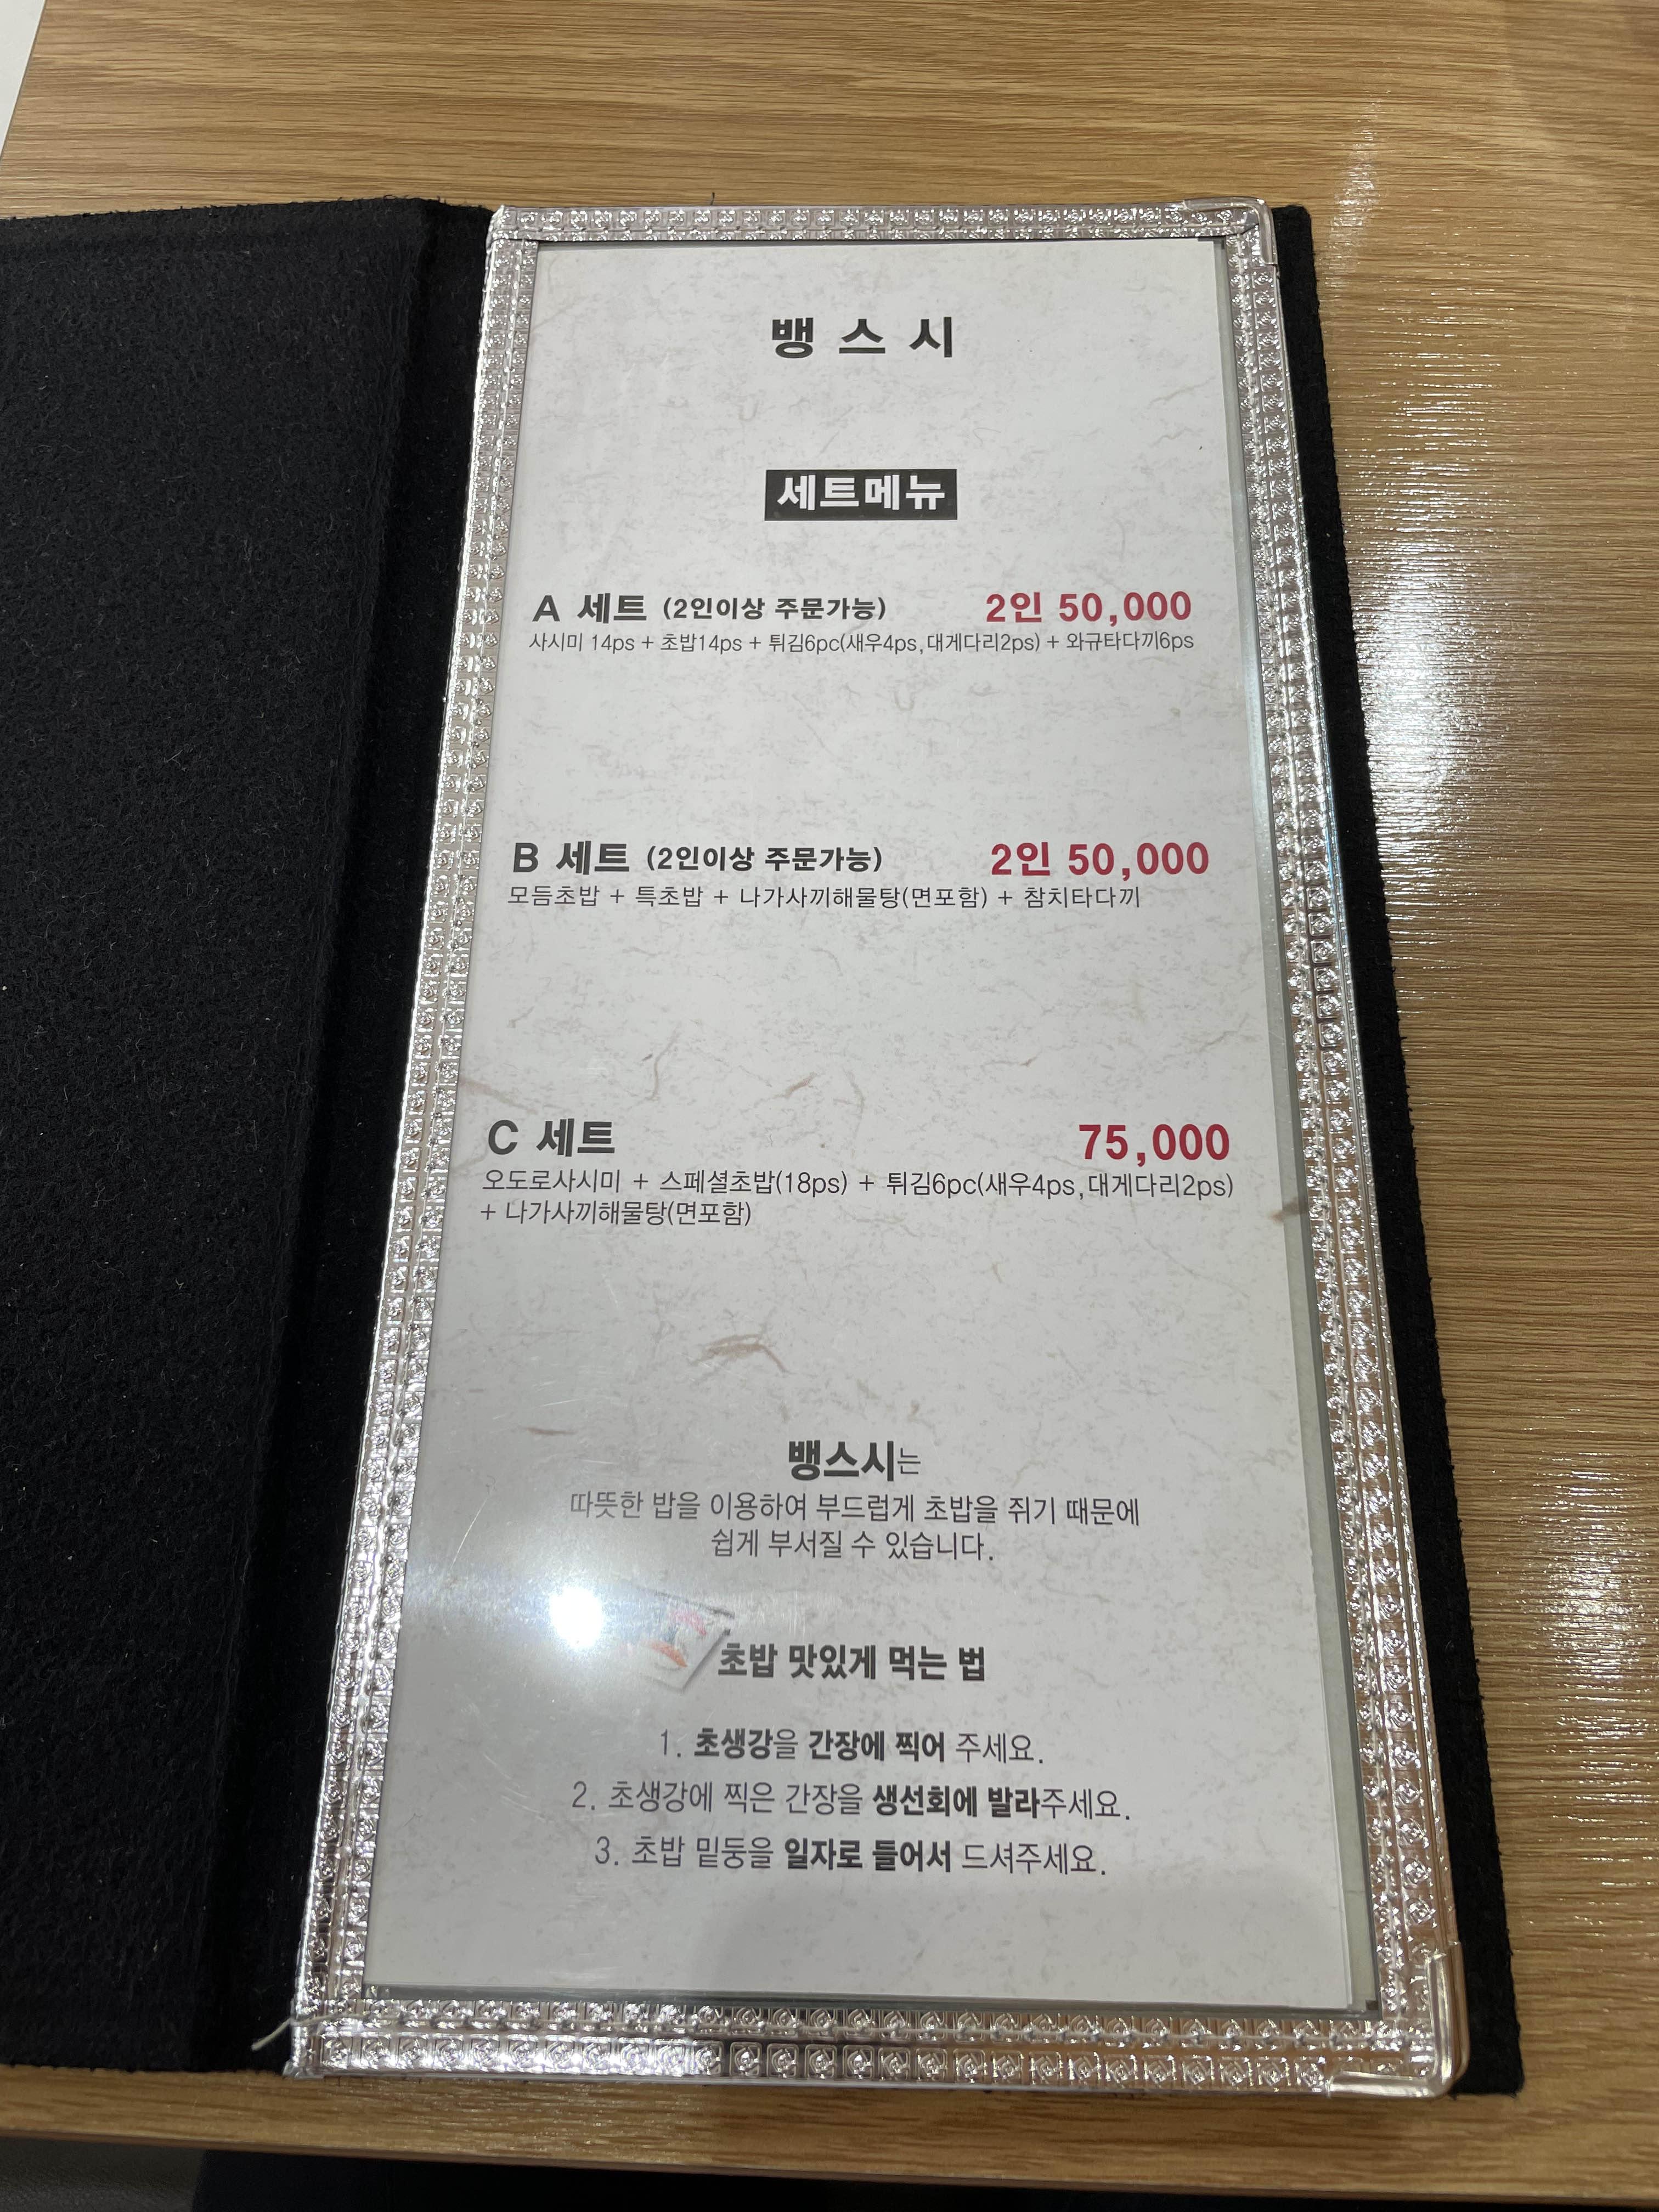 뱅스시
세트메뉴
A 세트 (2인이상 주문가능) 2인 50,000
사시미 14ps + 초밥14ps + 튀김6pc(새우4ps,대게다리2ps) + 와규타다끼6ps
B 세트 (2인이상 주문가능) 2인 50,000
모듬초밥 + 특초밥 + 나가사끼해물탕(면포함) + 참치타다끼
C 세트 75,000
오도로사시미 + 스페셜초밥(18ps) + 튀김6pc(새우4ps,대게다리2ps)
+ 나가사끼해물탕(면포함)
뱅스시는
따뜻한 밥을 이용하여 부드럽게 초밥을 쥐기 때문에
쉽게 부서질 수 있습니다.
초밥 맛있게 먹는 법
1. 초생강을 간장에 찍어 주세요.
2. 초생강에 찍은 간장을 생선회에 발라주세요.
3. 초밥 밑둥을 일자로 들어서 드셔주세요.